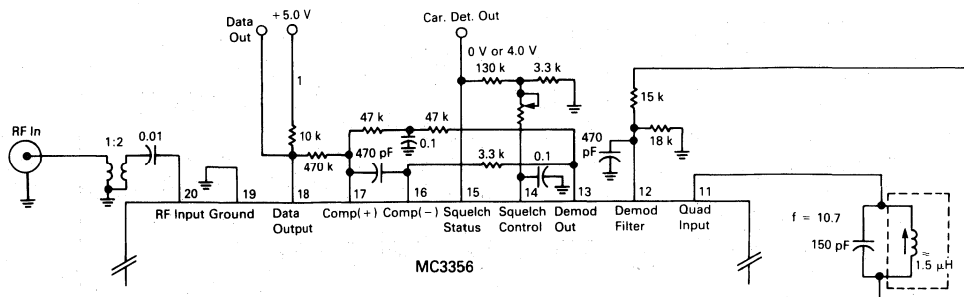 Data Out
+5.0 V
Car. Det. Out
0 V or 4.0 V
130 k
3.3 k
1
15 k
RF In
1:2
0.01
10 k
47 k
47 k
0.1
470 k
470 pF
3.3 k
0.1
470 pF
18 k
20
19
18
17
16
15
14
13
12
11
RF Input
Ground
Data Output
Comp(+)
Comp(−)
Squelch Status
Squelch Control
Demod Out
Demod Filter
Quad Input
f = 10.7
150 pF
≈
1.5 μH
MC3356